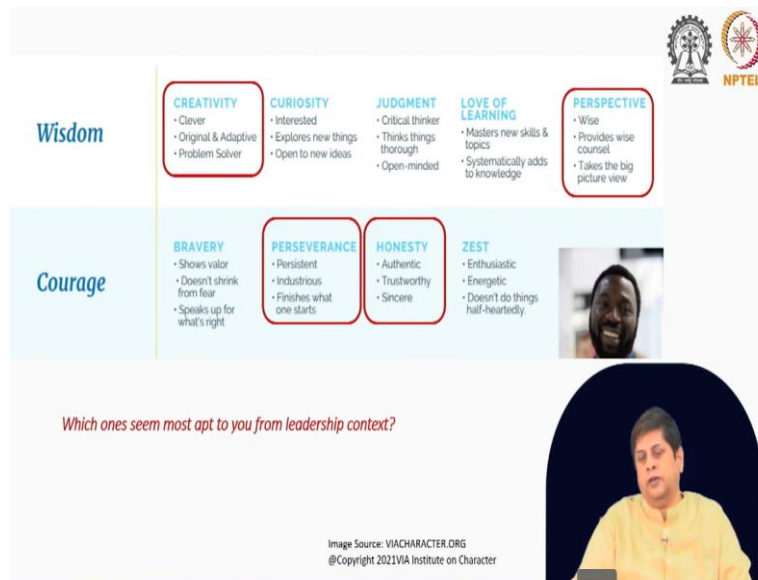 NPTEL
Wisdom
CREATIVITY
• Clever
• Original & Adaptive
• Problem Solver
CURIOSITY
• Interested
• Explores new things
• Open to new ideas
JUDGMENT
• Critical thinker
• Thinks things
thorough
• Open-minded
LOVE OF
LEARNING
• Masters new skills &
topics
• Systematically adds
to knowledge
PERSPECTIVE
• Wise
• Provides wise
counsel
• Takes the big
picture view
Courage
BRAVERY
• Shows valor
• Doesn't shrink
from fear
• Speaks up for
what's right
PERSEVERANCE
• Persistent
• Industrious
• Finishes what
one starts
HONESTY
• Authentic
• Trustworthy
• Sincere
ZEST
• Enthusiastic
• Energetic
• Doesn't do things
half-heartedly.
Which ones seem most apt to you from leadership context?
Image Source: VIACHARACTER.ORG
@Copyright 2021VIA Institute on Character